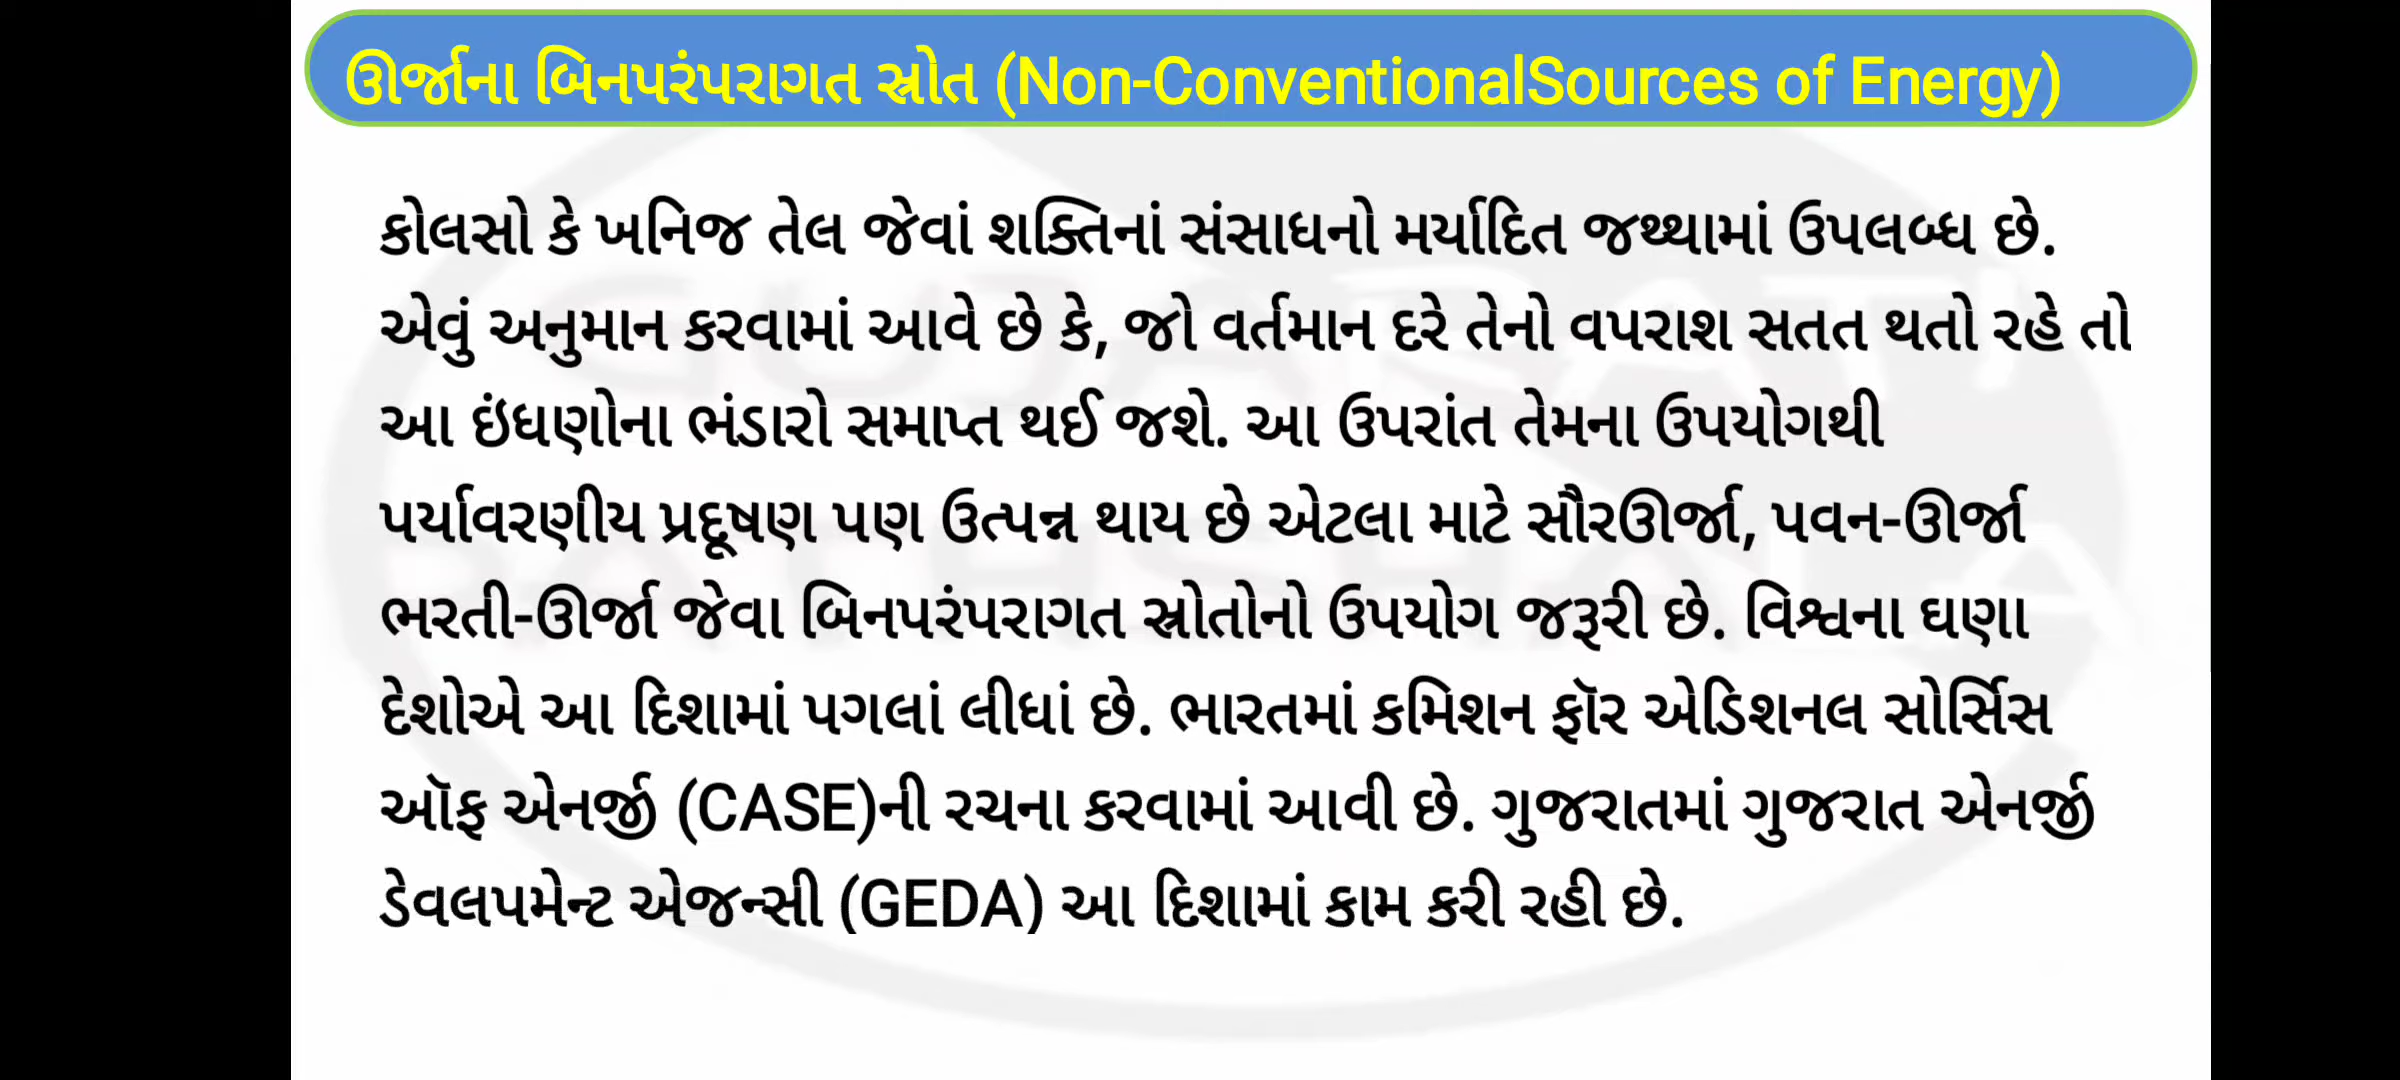 ઊર્જાના બિનપરંપરાગત સ્રોત (Non-ConventionalSources of Energy)
કોલસો કે ખનિજ તેલ જેવાં શક્તિનાં સંસાધનો મર્યાદિત જથ્થામાં ઉપલબ્ધ છે.
એવું અનુમાન કરવામાં આવે છે કે, જો વર્તમાન દરે તેનો વપરાશ સતત થતો રહે તો
આ ઇંધણોના ભંડારો સમાપ્ત થઈ જશે. આ ઉપરાંત તેમના ઉપયોગથી
પર્યાવરણીય પ્રદૂષણ પણ ઉત્પન્ન થાય છે એટલા માટે સૌરઊર્જા, પવન-ઊર્જા
ભરતી-ઊર્જા જેવા બિનપરંપરાગત સ્રોતોનો ઉપયોગ જરૂરી છે. વિશ્વના ઘણા
દેશોએ આ દિશામાં પગલાં લીધાં છે. ભારતમાં કમિશન ફૉર એડિશનલ સોર્સિસ
ઑફ એનર્જી (CASE)ની રચના કરવામાં આવી છે. ગુજરાતમાં ગુજરાત એનર્જી
ડેવલપમેન્ટ એજન્સી (GEDA) આ દિશામાં કામ કરી રહી છે.
GUJARATI
PATHSHALA